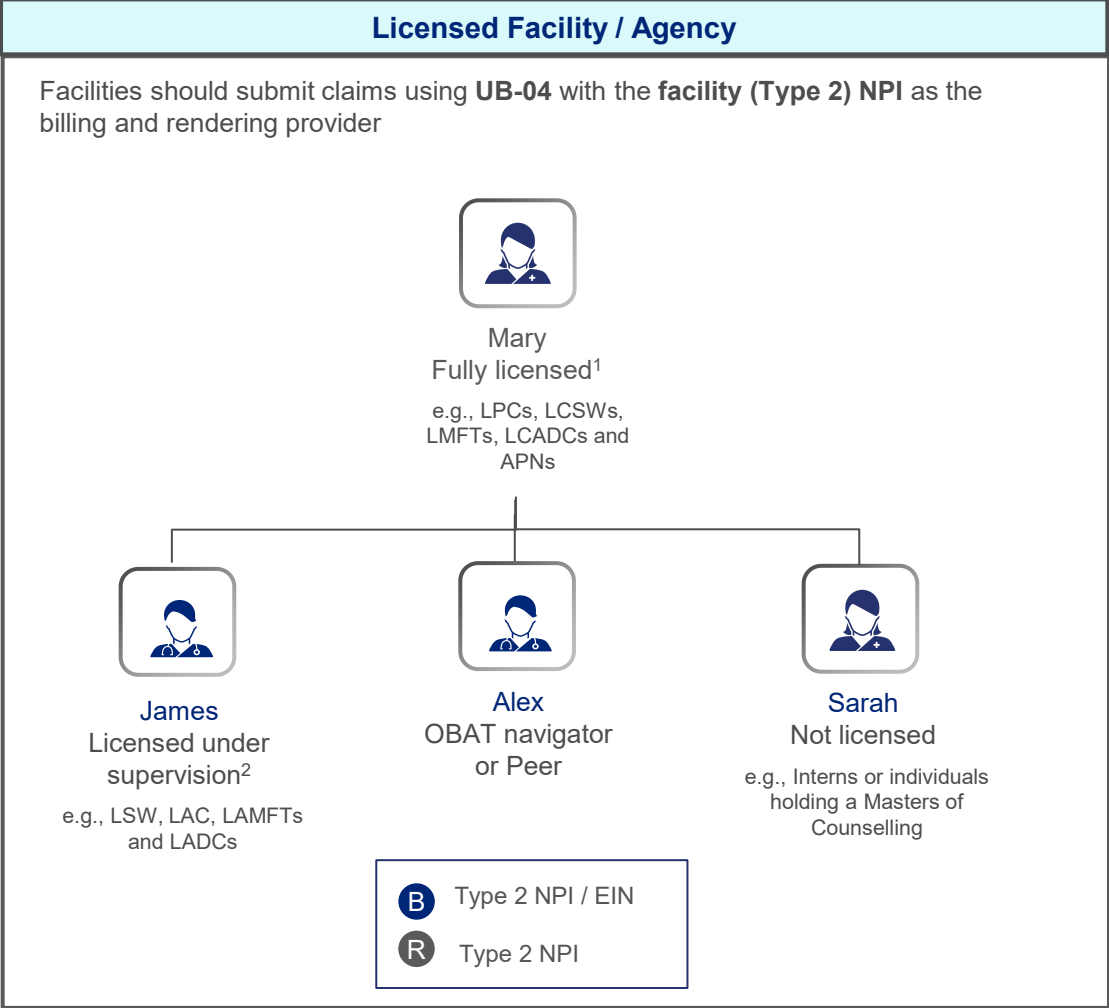 Licensed Facility / Agency
Facilities should submit claims using UB-04 with the facility (Type 2) NPI as the
billing and rendering provider
Mary
Fully licensed1
e.g., LPCs, LCSWs,
LMFTs, LCADCs and
APNs
James
Licensed under
supervision2
e.g., LSW, LAC, LAMFTs
and LADCs
Alex
OBAT navigator
or Peer
Sarah
Not licensed
e.g., Interns or individuals
holding a Masters of
Counselling
B Type 2 NPI / EIN
R Type 2 NPI